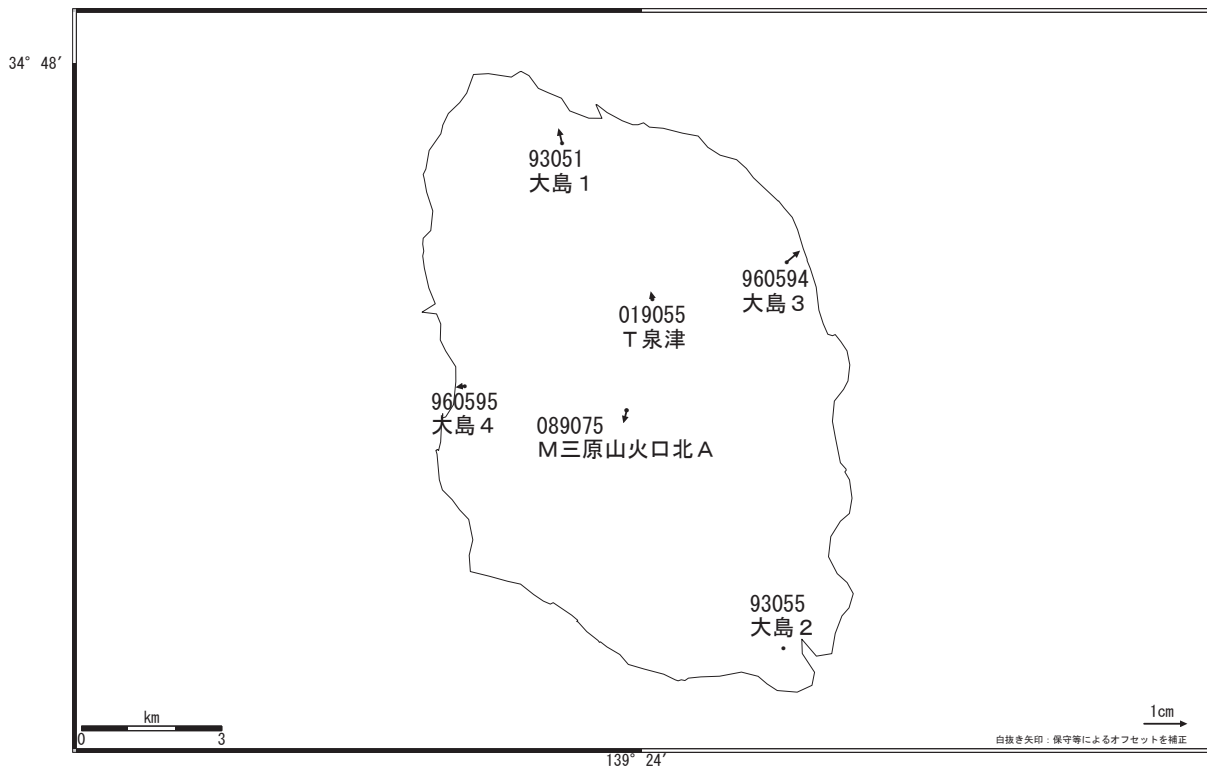 34° 48′
93051
大島１
960594
大島３
019055
Ｔ泉津
960595
大島４
089075
Ｍ三原山火口北Ａ
93055
大島２
km
0 3
1cm
白抜き矢印：保守等によるオフセットを補正
139° 24′